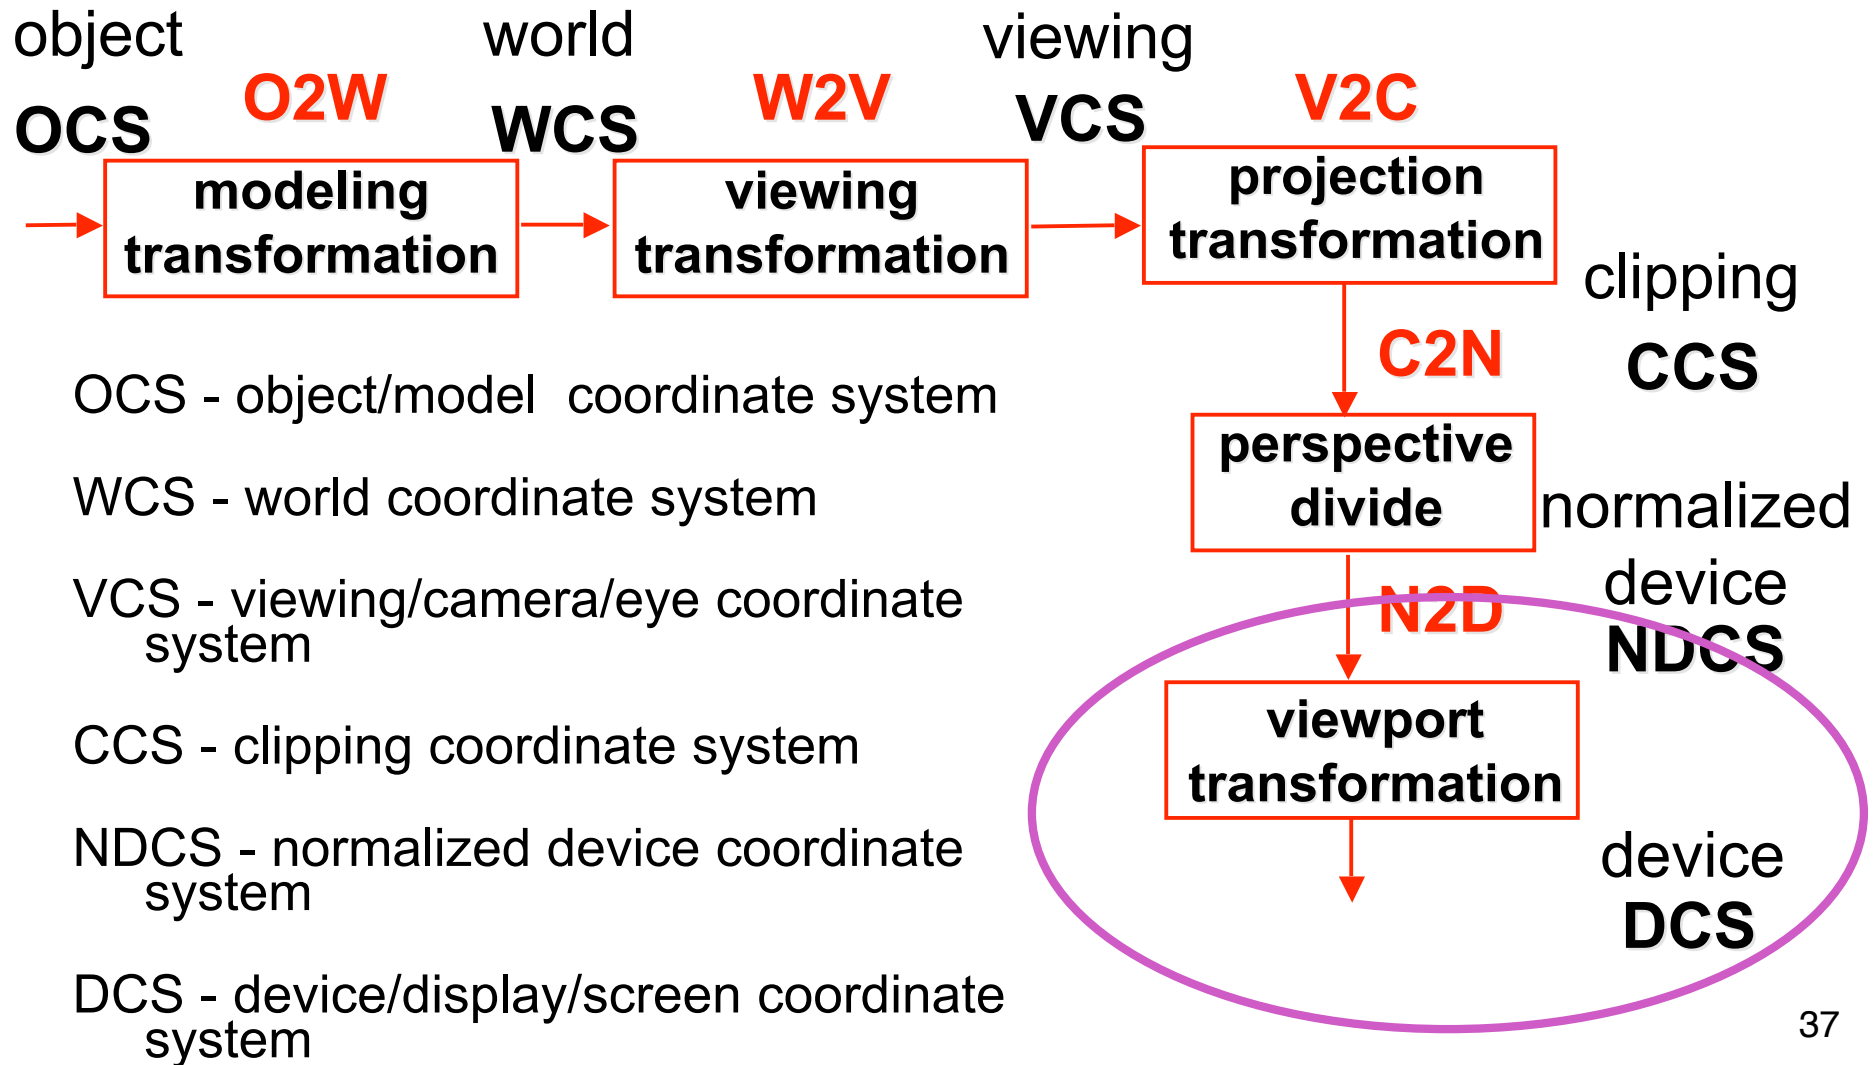 object
world
viewing
O2W
W2V
V2C
OCS
WCS
VCS
modeling
transformation
viewing
transformation
projection
transformation
clipping
CCS
C2N
perspective
divide
normalized
device
NDCS
N2D
viewport
transformation
device
DCS
OCS - object/model coordinate system
WCS - world coordinate system
VCS - viewing/camera/eye coordinate
system
CCS - clipping coordinate system
NDCS - normalized device coordinate
system
DCS - device/display/screen coordinate
system
37